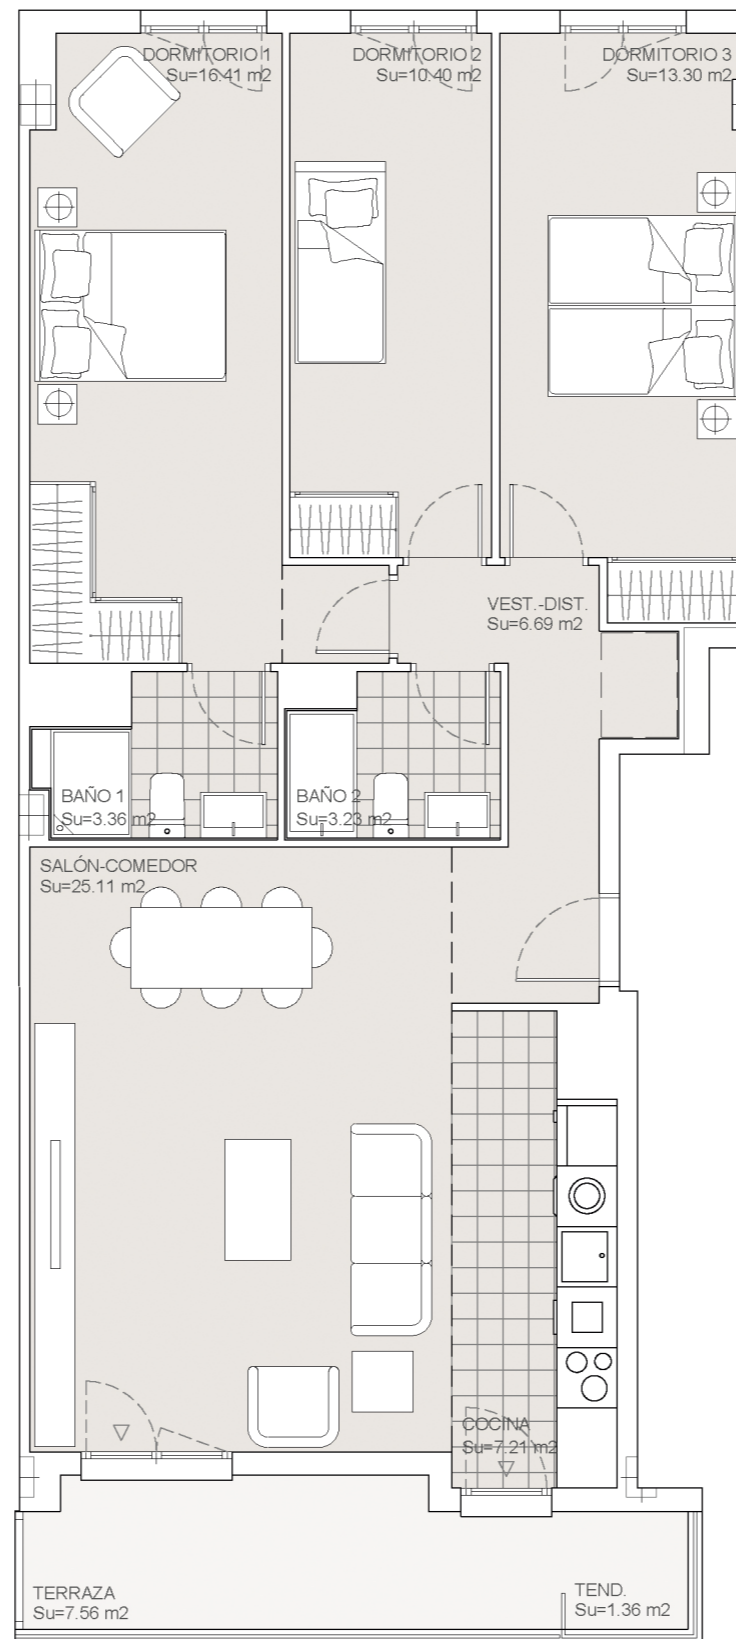 DORMITORIO 1
Su=16.41 m2
DORMITORIO 2
Su=10.40 m2
DORMITORIO 3
Su=13.30 m2
VEST.-DIST.
Su=6.69 m2
BAÑO 1
Su=3.36 m2
BAÑO 2
Su=3.23 m2
SALÓN-COMEDOR
Su=25.11 m2
COCINA
Su=7.21 m2
TERRAZA
Su=7.56 m2
TEND.
Su=1.36 m2